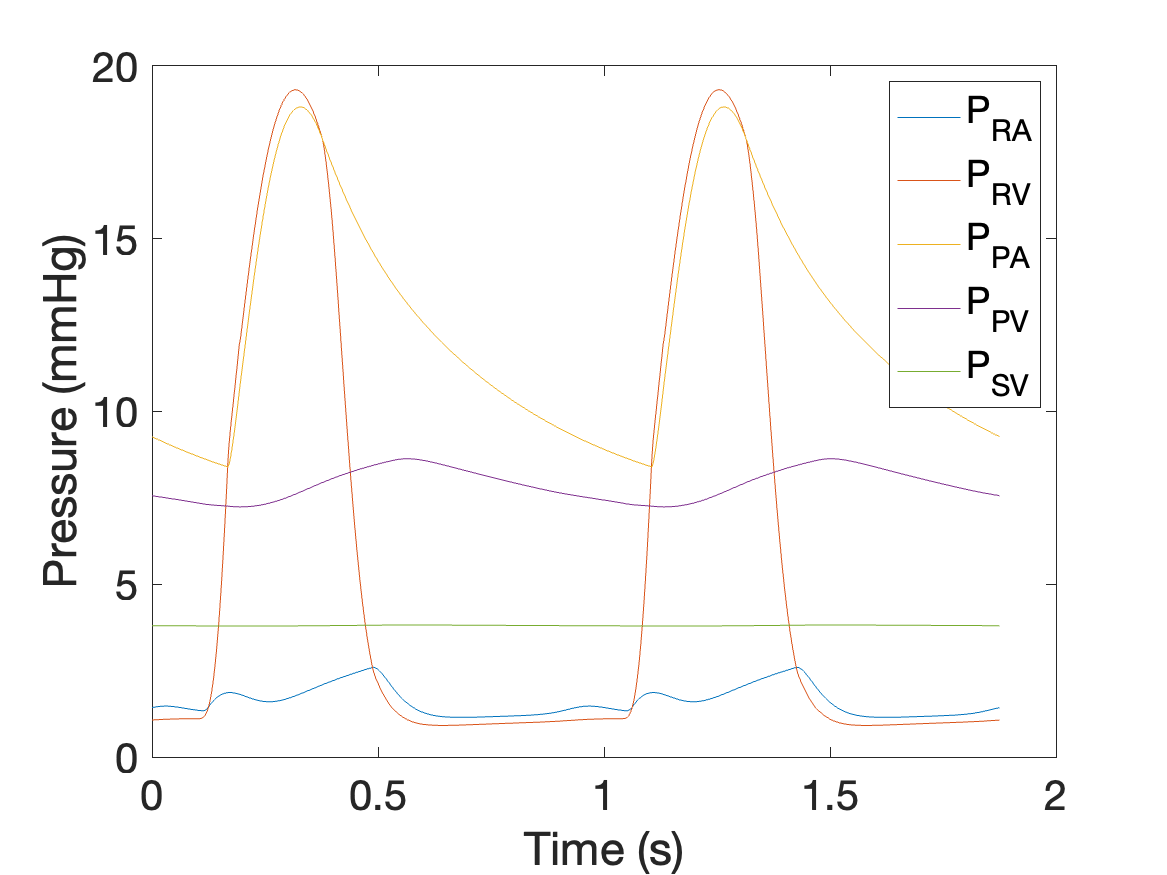 Pressure (mmHg)
20
15
10
5
0
0 0.5 1 1.5 2
Time (s)
P_RA
P_RV
P_PA
P_PV
P_SV